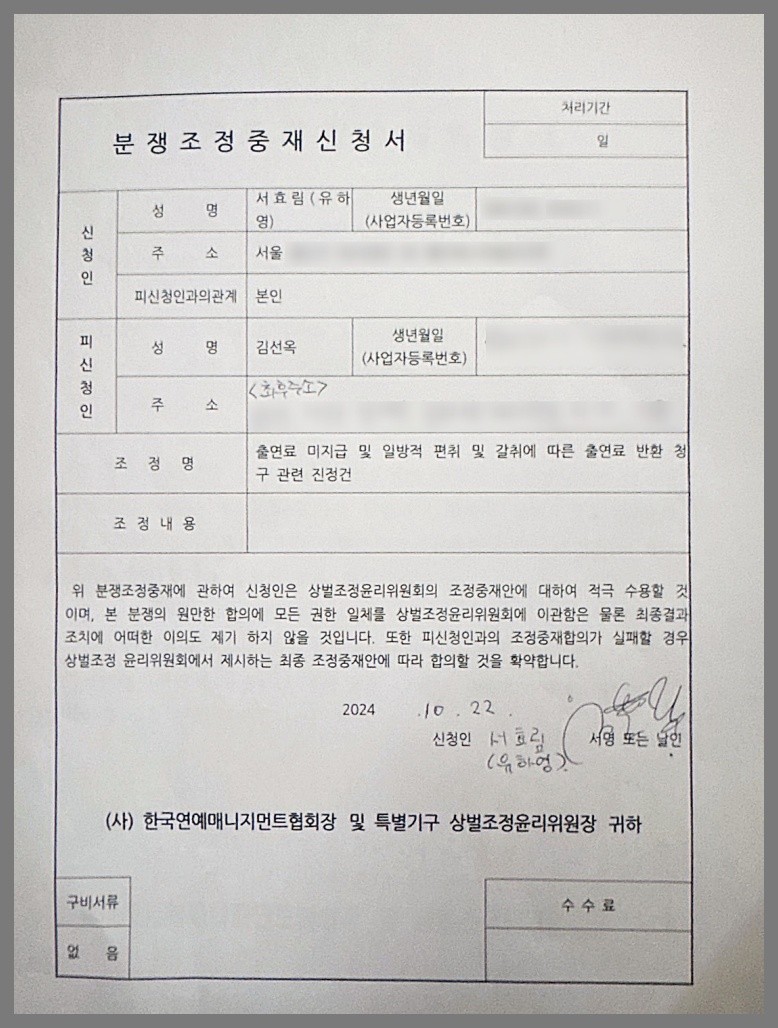 처리기간
분쟁조정중재신청서
일
신청인
성 명
서효림(유하영)
생년월일
(사업자등록번호)
주 소
서울
피신청인과의관계
본인
피신청인
성 명
김선옥
생년월일
(사업자등록번호)
주 소
조 정 명
출연료 미지급 및 일방적 편취 및 갈취에 따른 출연료 반환 청
구 관련 진정건
조 정 내 용
위 분쟁조정중재에 관하여 신청인은 상벌조정윤리위원회의 조정중재안에 대하여 적극 수용할 것
이며, 본 분쟁의 원만한 합의에 모든 권한 일체를 상벌조정윤리위원회에 이관함은 물론 최종결과
조치에 어떠한 이의도 제기 하지 않을 것입니다. 또한 피신청인과의 조정중재합의가 실패할 경우
상벌조정 윤리위원회에서 제시하는 최종 조정중재안에 따라 합의할 것을 확약합니다.
2024 .10 . 22 .
신청인 서효림 서명 또는 날인
(유하영).
(사) 한국연예매니지먼트협회장 및 특별기구 상벌조정윤리위원장 귀하
구비서류
수 수 료
없 음